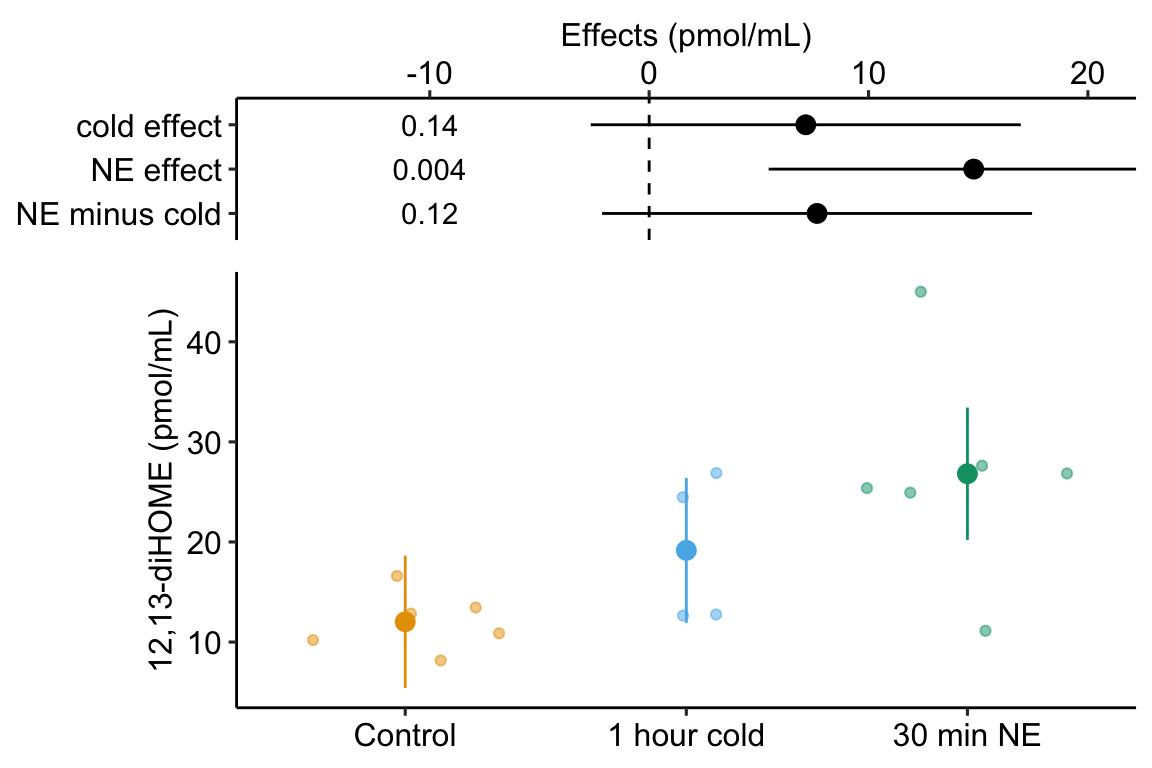 Effects (pmol/mL)
-10 0 10 20
cold effect 0.14
NE effect 0.004
NE minus cold 0.12
12,13-diHOME (pmol/mL)
40
30
20
10
Control 1 hour cold 30 min NE